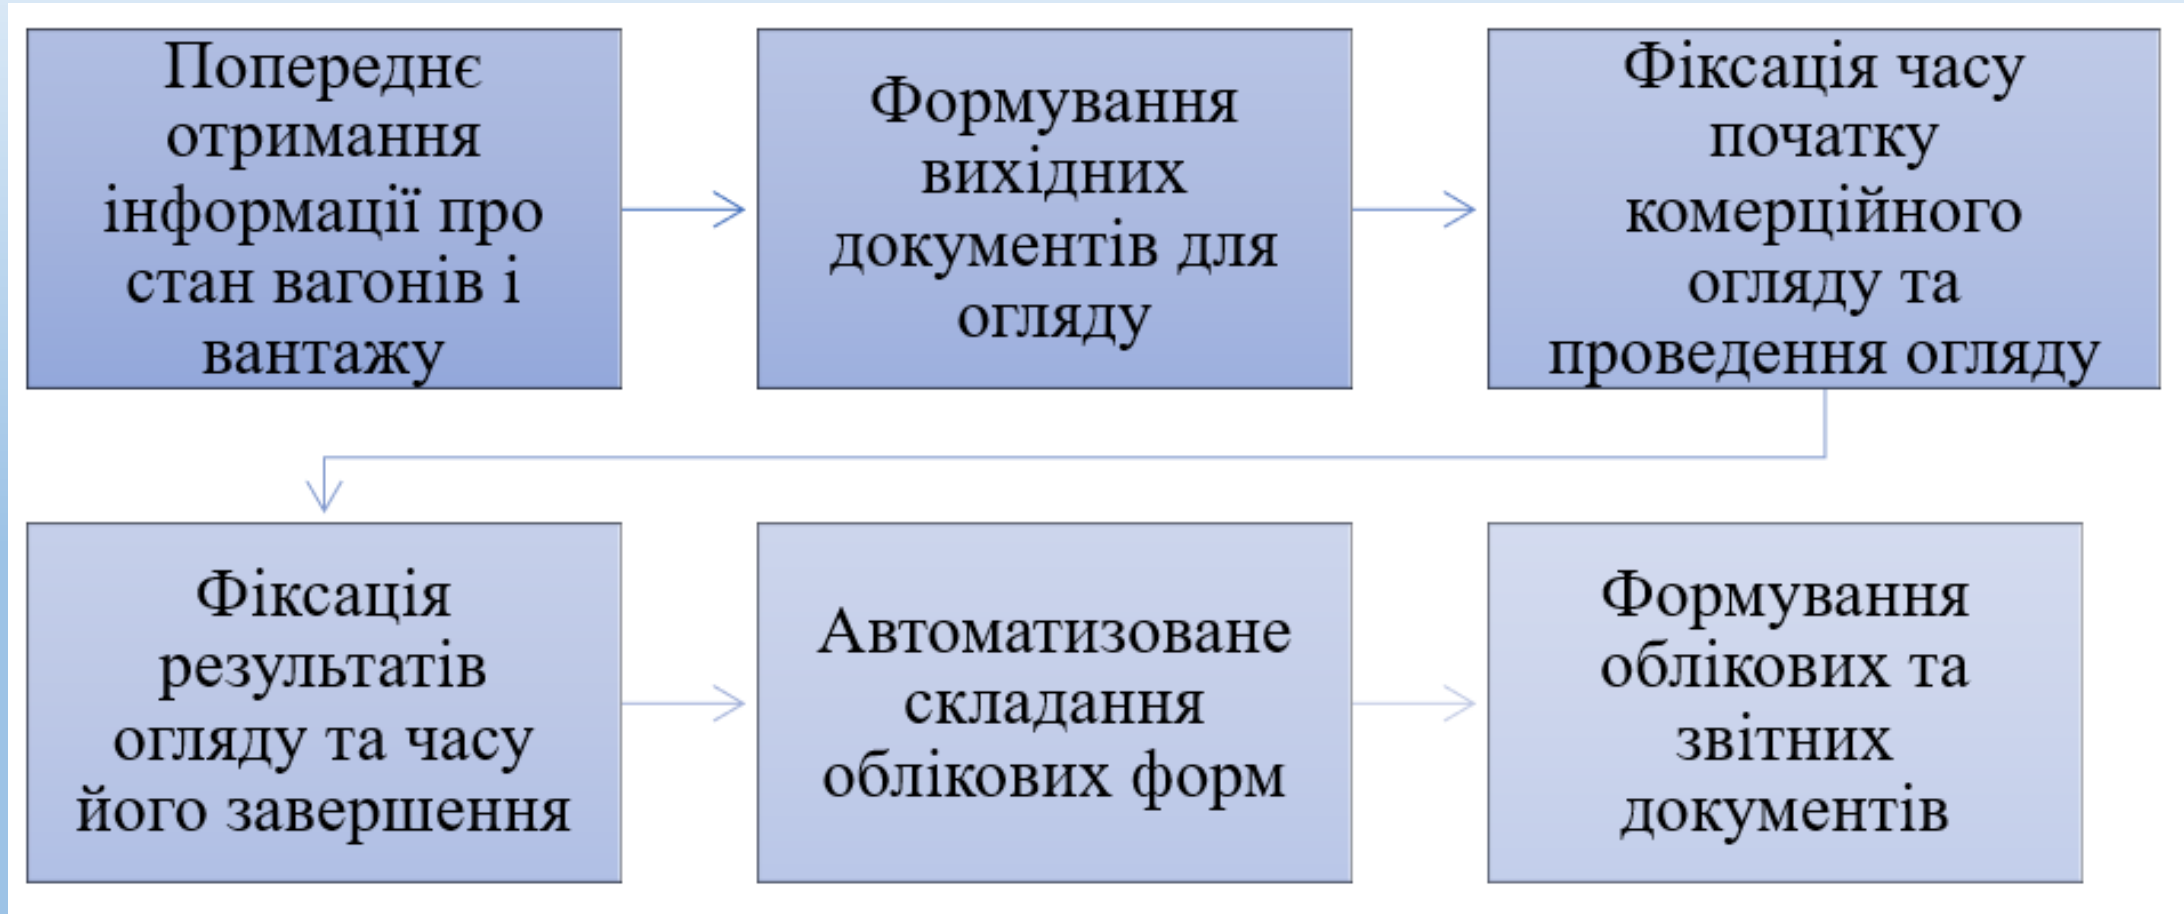 Попереднє
отримання
інформації про
стан вагонів і
вантажу
Формування
вихідних
документів для
огляду
Фіксація часу
початку
комерційного
огляду та
проведення огляду
Фіксація
результатів
огляду та часу
його завершення
Автоматизоване
складання
облікових форм
Формування
облікових та
звітних
документів